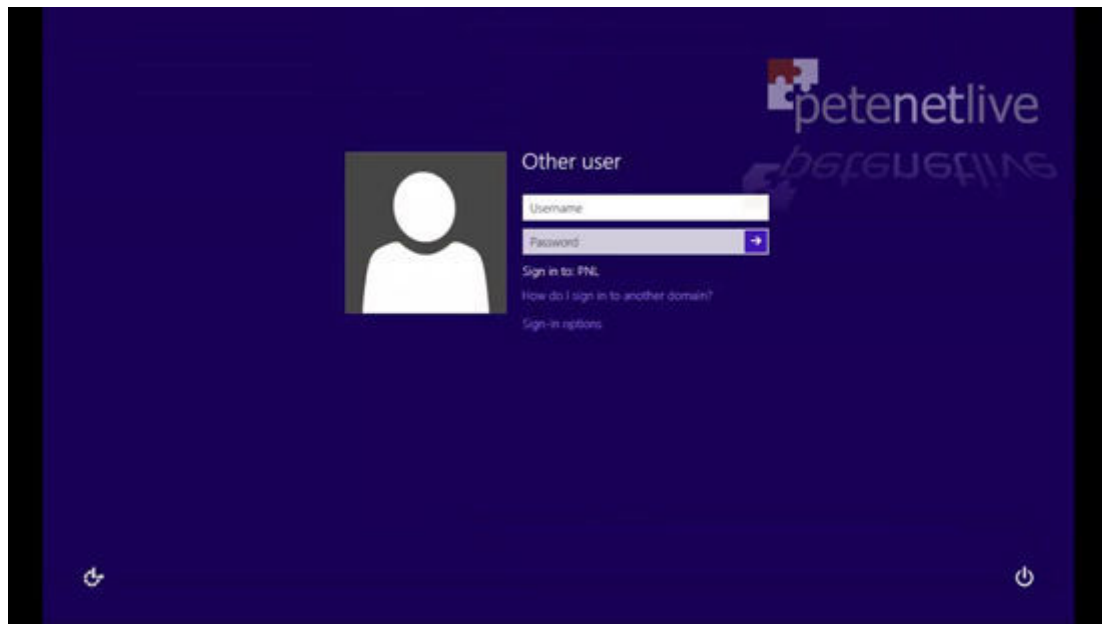 petenetlive
Other user
Username
Password
Sign in to: PNL
How do I sign in to another domain?
Sign-in options